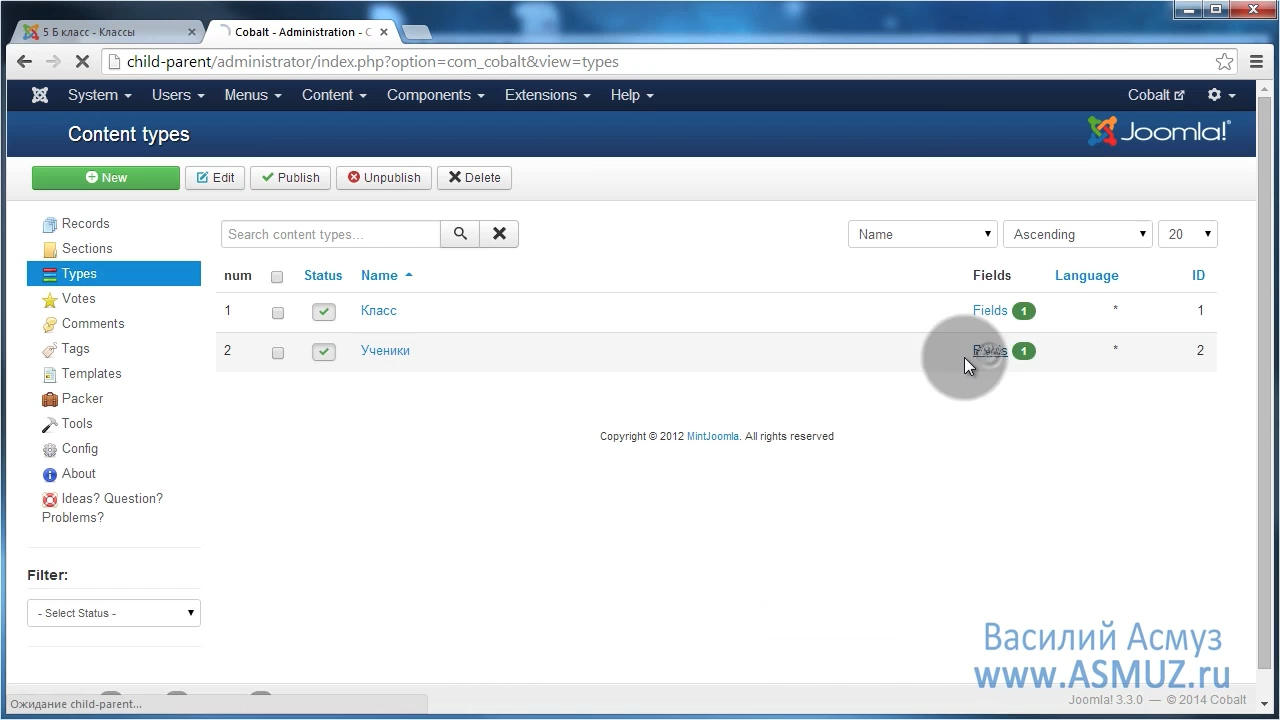 5 Б класс - Классы
Cobalt - Administration - C
child-parent/administrator/index.php?option=com_cobalt&view=types
System Users Menus Content Components Extensions Help Cobalt
Content types
Joomla!
New Edit Publish Unpublish Delete
Records
Sections
Types
Votes
Comments
Tags
Templates
Packer
Tools
Config
About
Ideas? Question?
Problems?
Filter:
- Select Status -
Search content types...
Name Ascending 20
num Status Name Fields Language ID
1 Класс Fields 1 * 1
2 Ученики Fields 1 * 2
Copyright © 2012 MintJoomla. All rights reserved
Василий Асмуз
www.ASMUZ.ru
Joomla! 3.3.0 — © 2014 Cobalt
Ожидание child-parent...